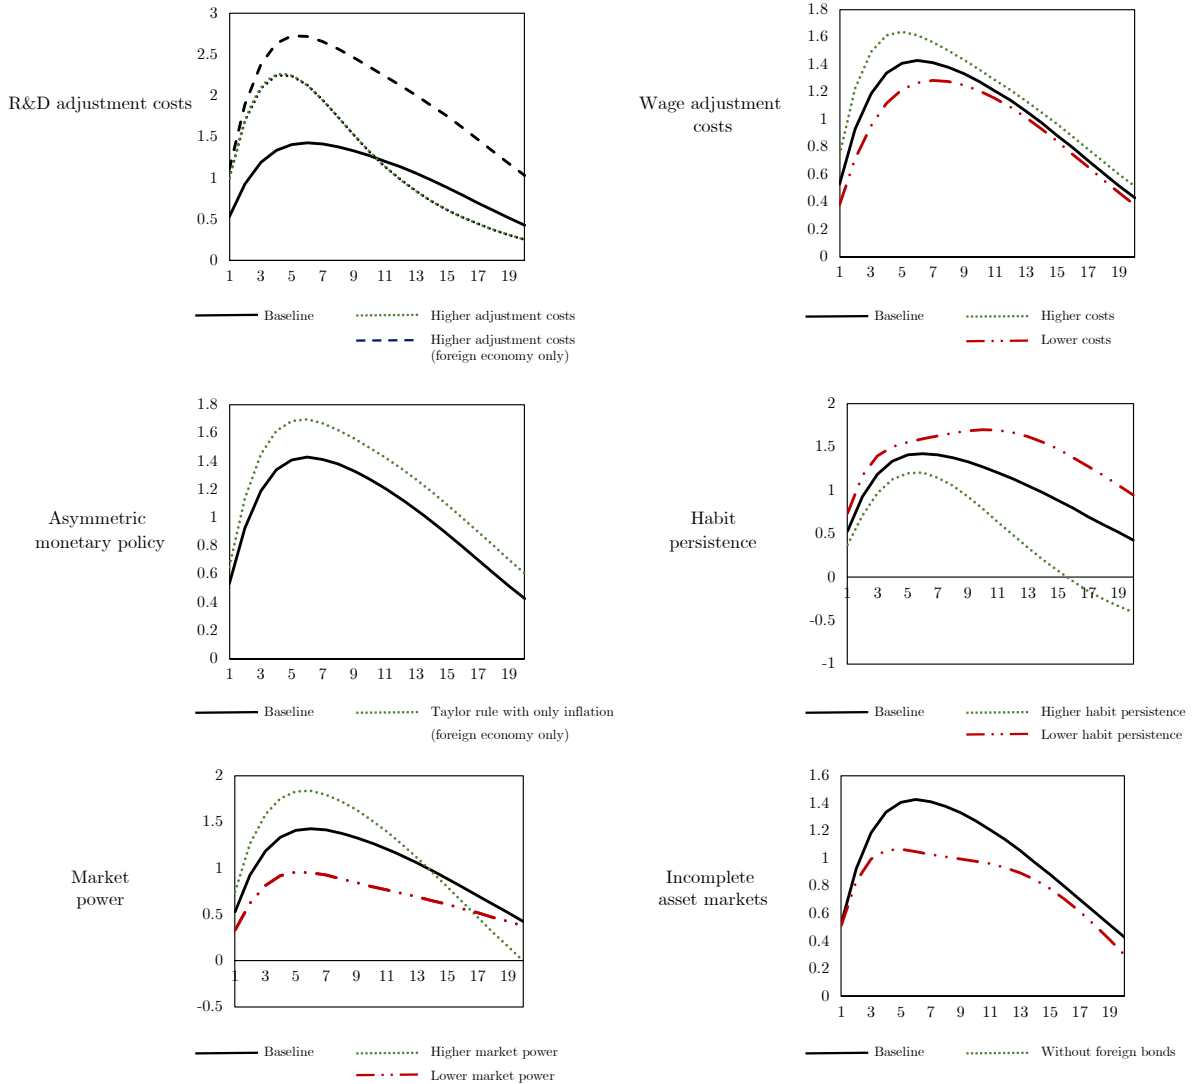 R&D adjustment costs
3
2.5
2
1.5
1
0.5
0
1 3 5 7 9 11 13 15 17 19
Baseline
Higher adjustment costs
Higher adjustment costs
(foreign economy only)
Wage adjustment
costs
1.8
1.6
1.4
1.2
1
0.8
0.6
0.4
0.2
0
1 3 5 7 9 11 13 15 17 19
Baseline
Higher costs
Lower costs
Asymmetric
monetary policy
1.8
1.6
1.4
1.2
1
0.8
0.6
0.4
0.2
0
1 3 5 7 9 11 13 15 17 19
Baseline
Taylor rule with only inflation
(foreign economy only)
Habit
persistence
2
1.5
1
0.5
0
-0.5
-1
1 3 5 7 9 11 13 15 17 19
Baseline
Higher habit persistence
Lower habit persistence
Market
power
2
1.5
1
0.5
0
-0.5
1 3 5 7 9 11 13 15 17 19
Baseline
Higher market power
Lower market power
Incomplete
asset markets
1.6
1.4
1.2
1
0.8
0.6
0.4
0.2
0
1 3 5 7 9 11 13 15 17 19
Baseline
Without foreign bonds